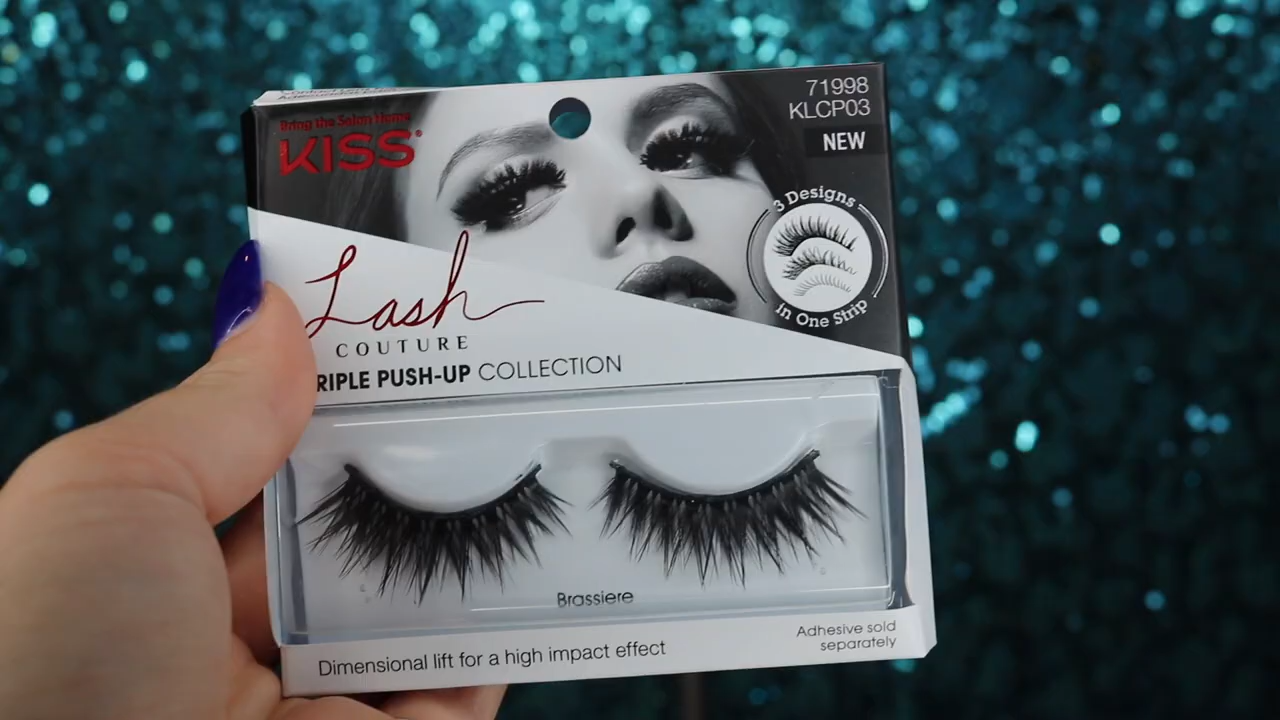 Bring the Salon Home
KISS®
71998
KLCP03
NEW
3 Designs
in One Strip
Lash
COUTURE
RIPLE PUSH-UP COLLECTION
Brassiere
Adhesive sold
separately
Dimensional lift for a high impact effect